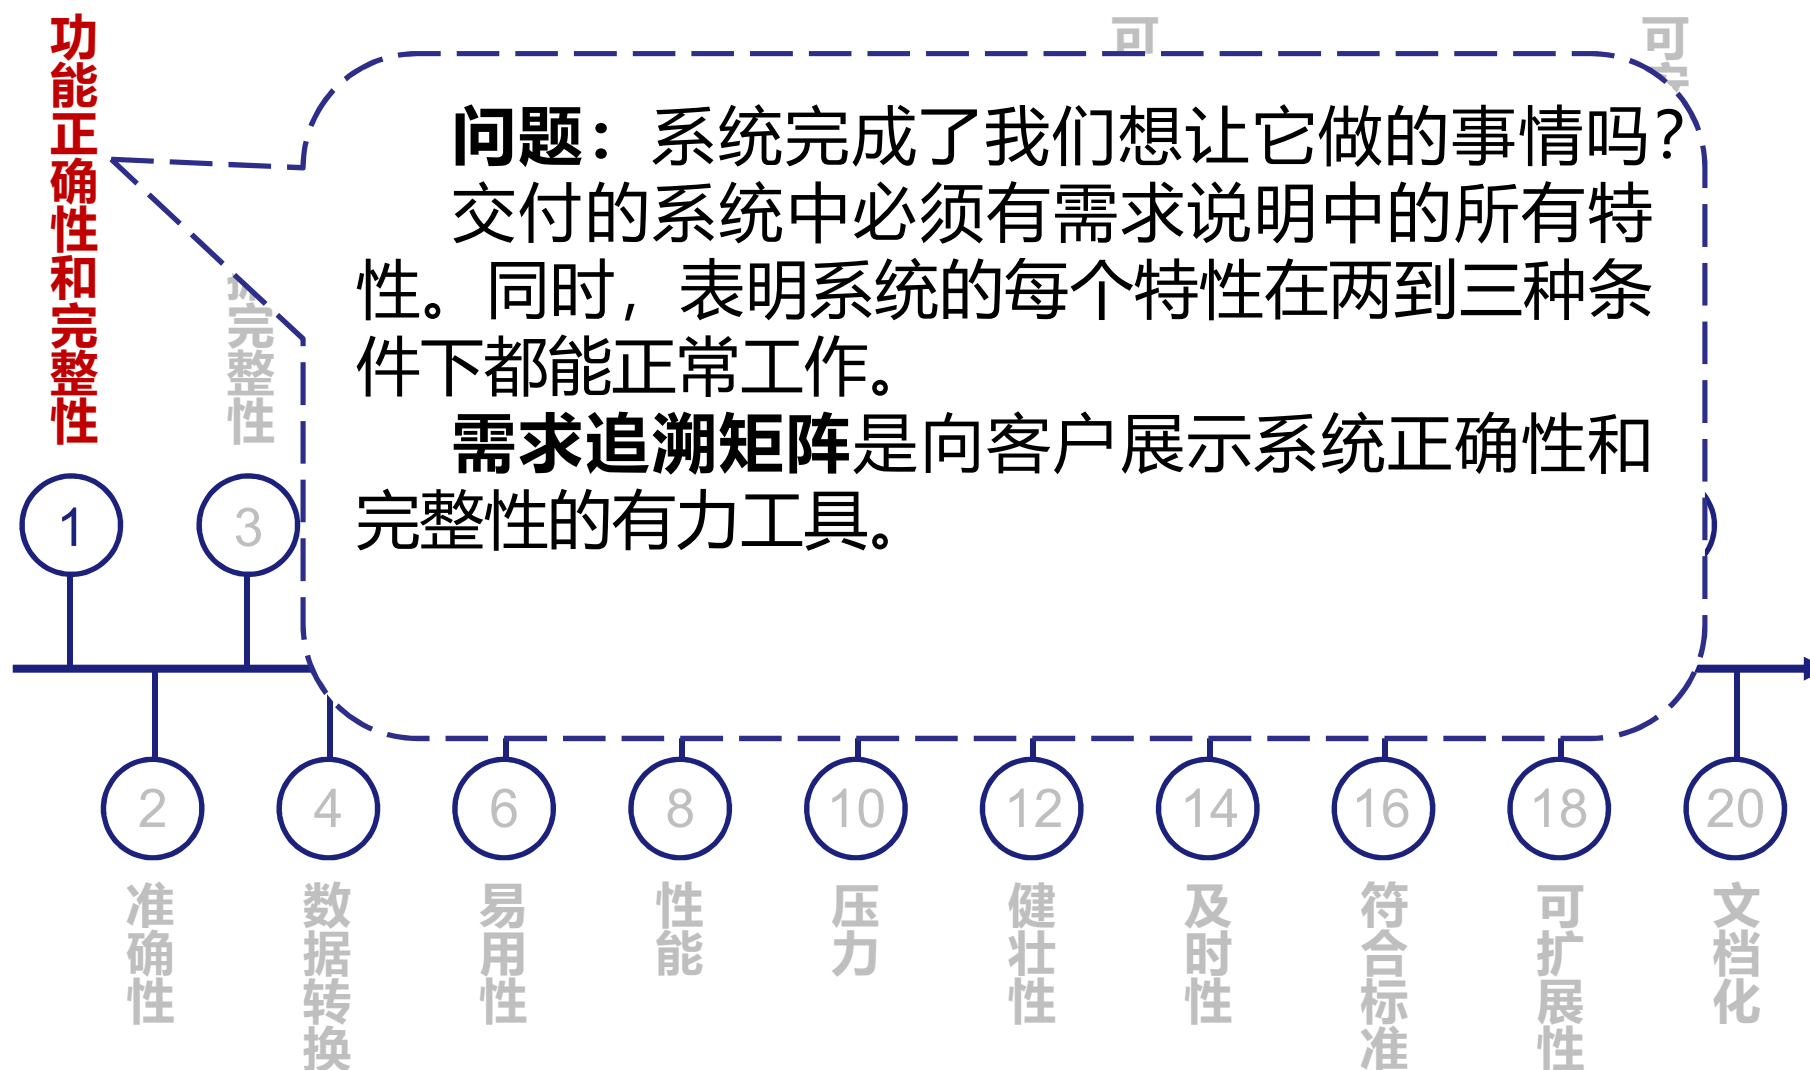 功能正确性和完整性
完整性
可
可
问题：系统完成了我们想让它做的事情吗？
交付的系统中必须有需求说明中的所有特
性。同时，表明系统的每个特性在两到三种条
件下都能正常工作。
需求追溯矩阵是向客户展示系统正确性和
完整性的有力工具。
1
3
2
4
6
8
10
12
14
16
18
20
准确性
数据转换
易用性
性能
压力
健壮性
及时性
符合标准
可扩展性
文档化